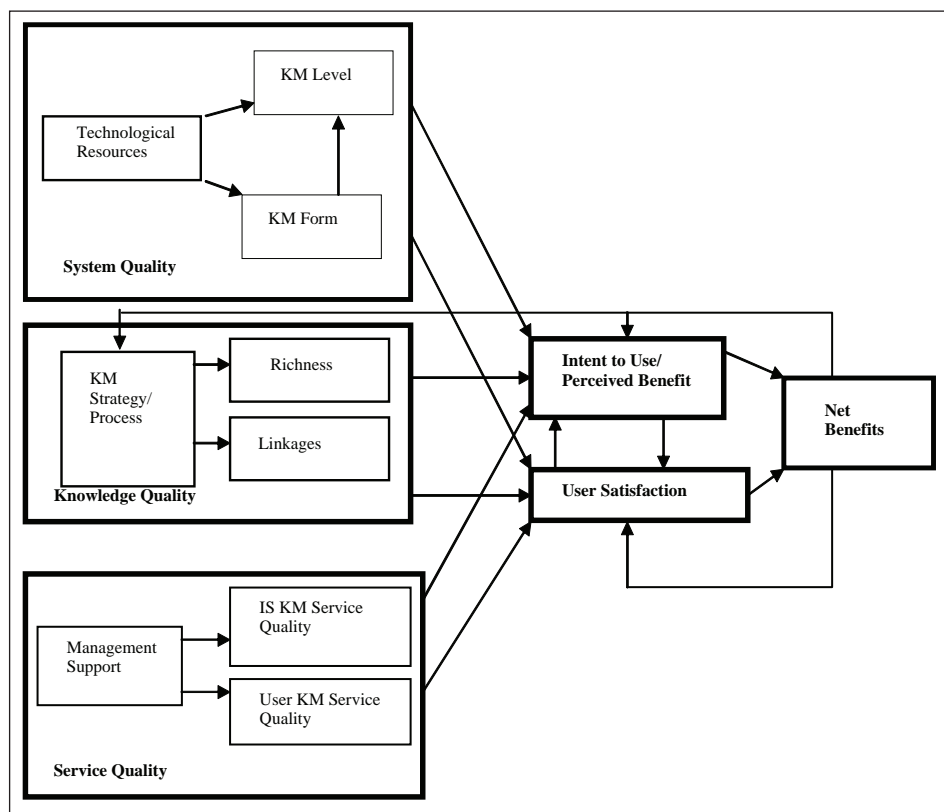 KM Level
Technological
Resources
KM Form
System Quality
KM
Strategy/
Process
Richness
Linkages
Knowledge Quality
Management
Support
IS KM Service
Quality
User KM Service
Quality
Service Quality
Intent to Use/
Perceived Benefit
User Satisfaction
Net
Benefits